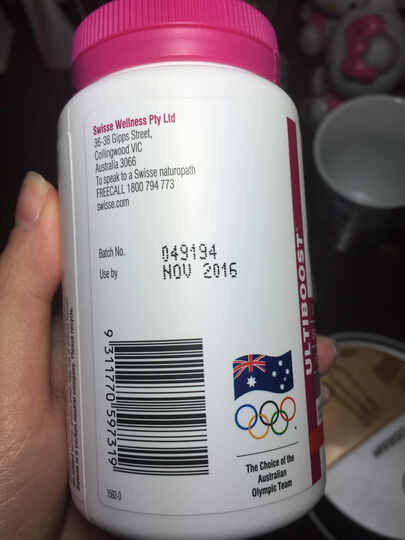 Swisse Wellness Pty Ltd
36-38 Gipps Street,
Collingwood VIC
Australia 3066
To speak to a Swisse naturopath
FREECALL 1800 794 773
swisse.com
Batch No. 049194
Use by NOV 2016
9 311770 597319
ULTIBOOST
The Choice of the
Australian
Olympic Team